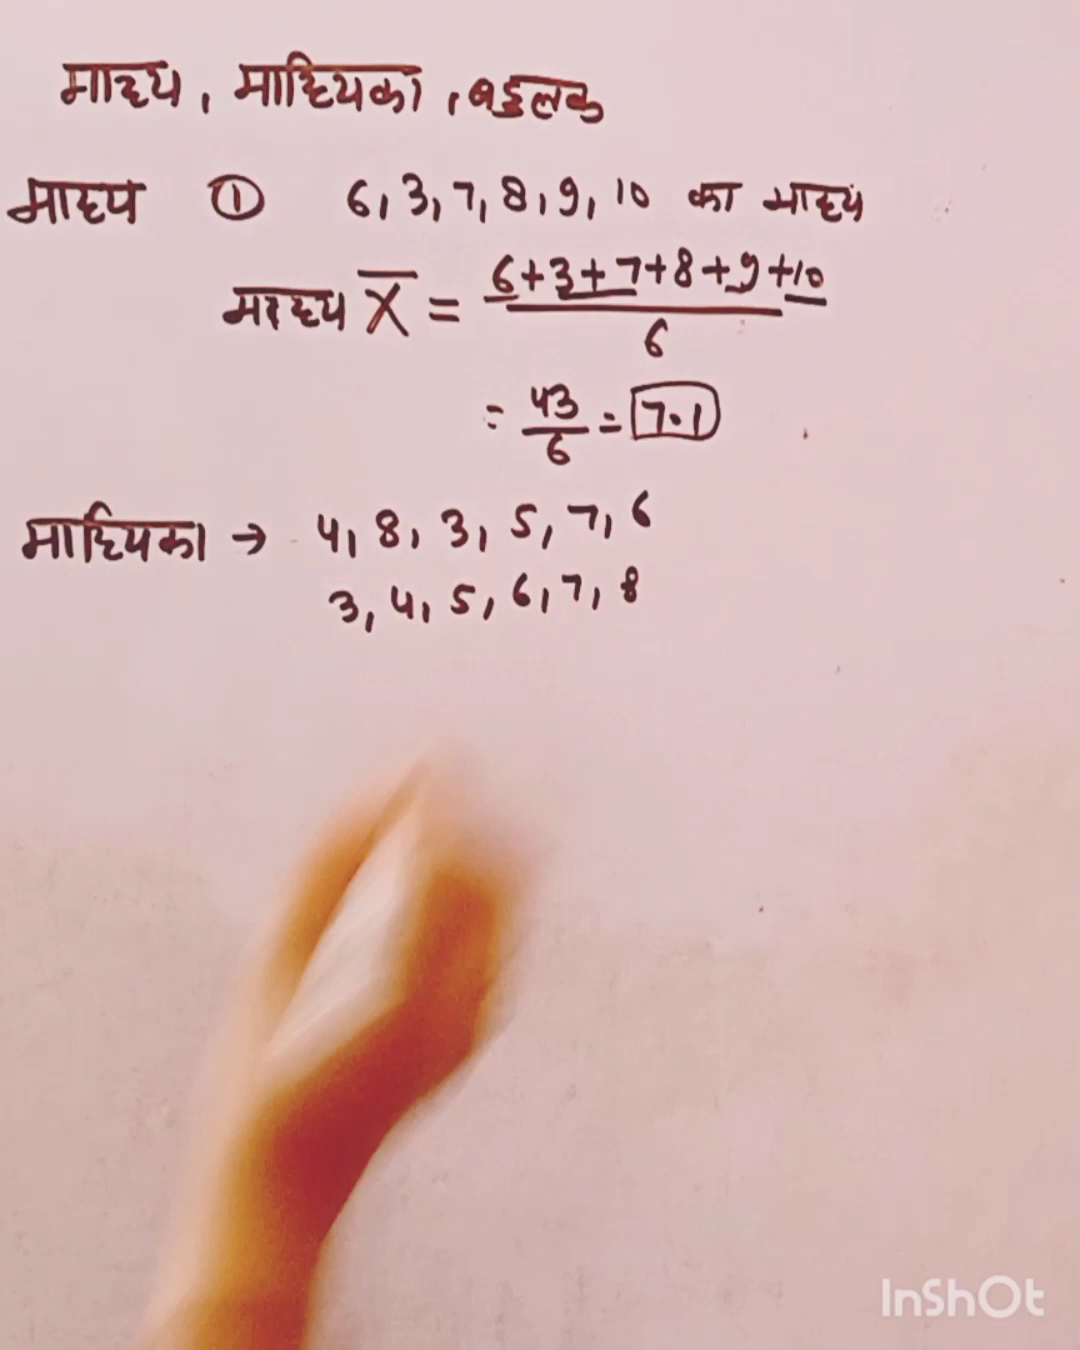 माध्य, माध्यिका, बहुलक
माध्य ① 6, 3, 7, 8, 9, 10 का माध्य
माध्य X̅ = 6+3+7+8+9+10
6
= 43/6 = 7.1
माध्यिका → 4, 8, 3, 5, 7, 6
3, 4, 5, 6, 7, 8
InShOt